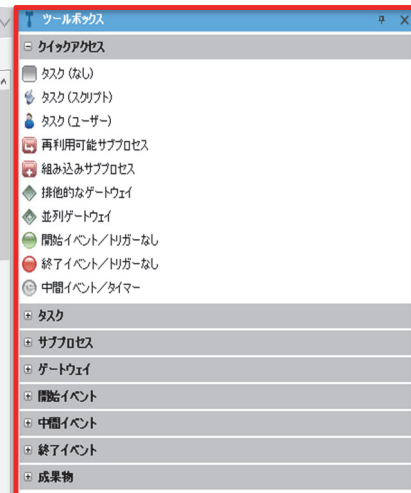 ツールボックス
クイックアクセス
タスク (なし)
タスク (スクリプト)
タスク (ユーザー)
再利用可能サブプロセス
組み込みサブプロセス
排他的なゲートウェイ
並列ゲートウェイ
開始イベント/トリガーなし
終了イベント/トリガーなし
中間イベント/タイマー
タスク
サブプロセス
ゲートウェイ
開始イベント
中間イベント
終了イベント
成果物